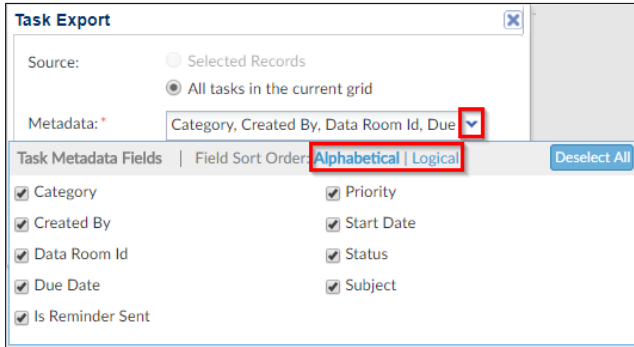 Task Export
Source: Selected Records
All tasks in the current grid
Metadata:* Category, Created By, Data Room Id, Due
Task Metadata Fields | Field Sort Order: Alphabetical | Logical Deselect All
Category Priority
Created By Start Date
Data Room Id Status
Due Date Subject
Is Reminder Sent